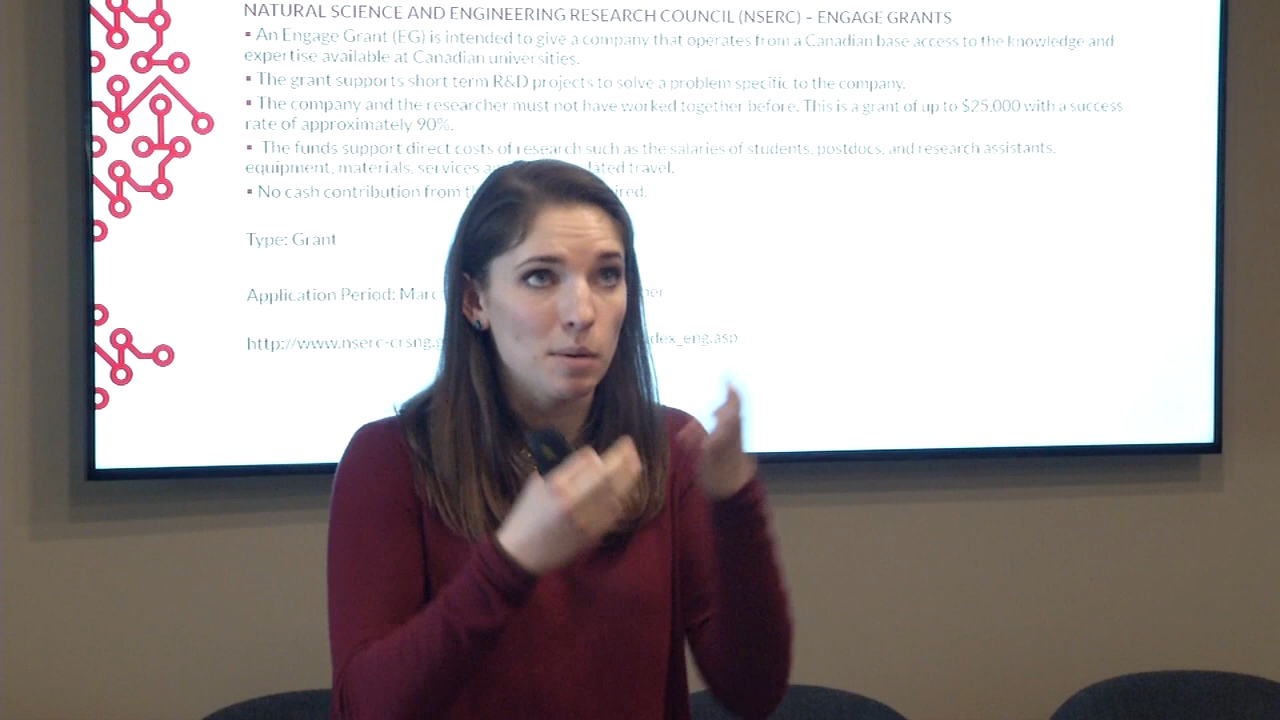 NATURAL SCIENCE AND ENGINEERING RESEARCH COUNCIL (NSERC) – ENGAGE GRANTS
▪ An Engage Grant (EG) is intended to give a company that operates from a Canadian base access to the knowledge and
expertise available at Canadian universities.
▪ The grant supports short term R&D projects to solve a problem specific to the company.
▪ The company and the researcher must not have worked together before. This is a grant of up to $25,000 with a success
rate of approximately 90%.
▪ The funds support direct costs of research such as the salaries of students, postdocs, and research assistants,
equipment, materials, services travel.
▪ No cash contribution from
Type: Grant
Application Period:
http://www.nserc-crsng.g dex_eng.asp